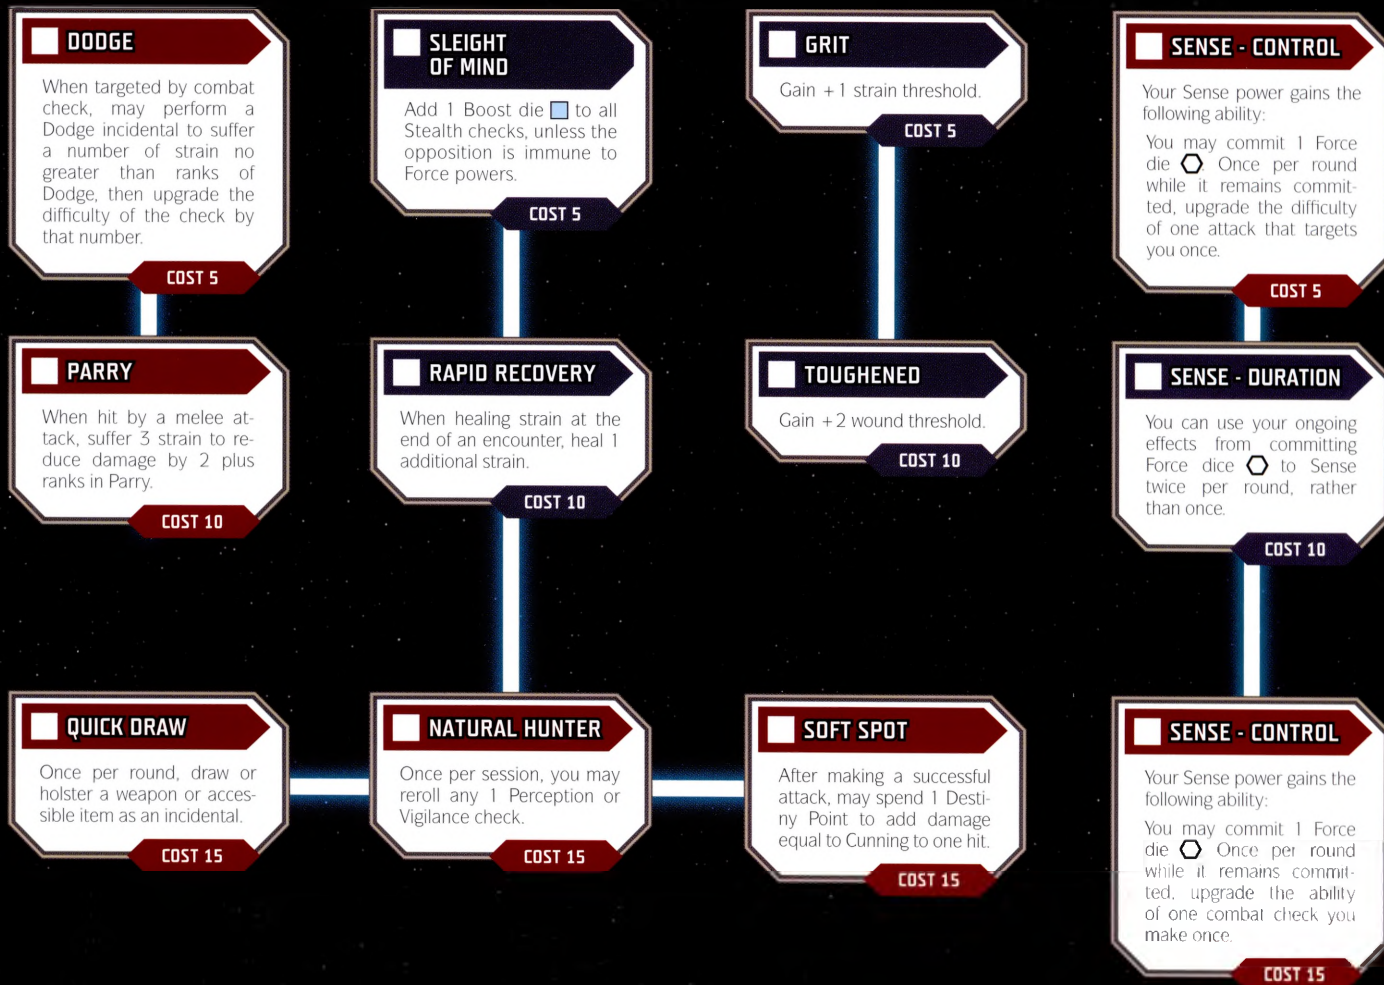 DODGE
When targeted by combat
check, may perform a
Dodge incidental to suffer
a number of strain no
greater than ranks of
Dodge, then upgrade the
difficulty of the check by
that number.
COST 5
SLEIGHT
OF MIND
Add 1 Boost die to all
Stealth checks, unless the
opposition is immune to
Force powers.
COST 5
GRIT
Gain +1 strain threshold.
COST 5
SENSE - CONTROL
Your Sense power gains the
following ability:
You may commit 1 Force
die . Once per round
while it remains commit-
ted, upgrade the difficulty
of one attack that targets
you once.
COST 5
PARRY
When hit by a melee at-
tack, suffer 3 strain to re-
duce damage by 2 plus
ranks in Parry.
COST 10
RAPID RECOVERY
When healing strain at the
end of an encounter, heal 1
additional strain.
COST 10
TOUGHENED
Gain +2 wound threshold.
COST 10
SENSE - DURATION
You can use your ongoing
effects from committing
Force dice to Sense
twice per round, rather
than once.
COST 10
QUICK DRAW
Once per round, draw or
holster a weapon or acces-
sible item as an incidental.
COST 15
NATURAL HUNTER
Once per session, you may
reroll any 1 Perception or
Vigilance check.
COST 15
SOFT SPOT
After making a successful
attack, may spend 1 Desti-
ny Point to add damage
equal to Cunning to one hit.
COST 15
SENSE - CONTROL
Your Sense power gains the
following ability:
You may commit 1 Force
die . Once per round
while it remains commit-
ted, upgrade the ability
of one combat check you
make once.
COST 15